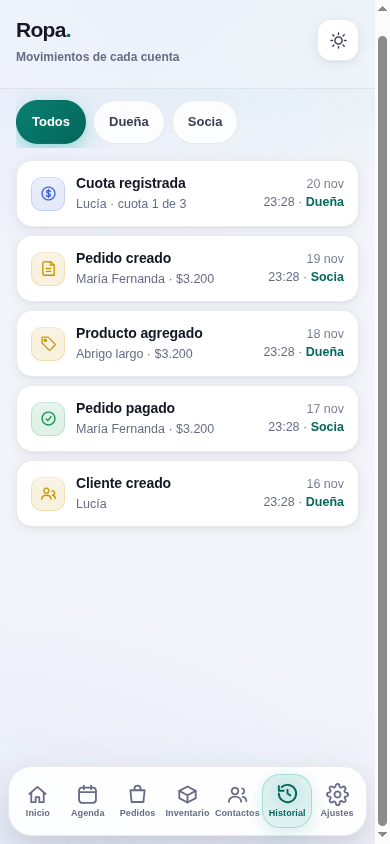 Ropa.
Movimientos de cada cuenta
Todos
Dueña
Socia
Cuota registrada
Lucía · cuota 1 de 3
20 nov
23:28 · Dueña
Pedido creado
María Fernanda · $3.200
19 nov
23:28 · Socia
Producto agregado
Abrigo largo · $3.200
18 nov
23:28 · Dueña
Pedido pagado
María Fernanda · $3.200
17 nov
23:28 · Socia
Cliente creado
Lucía
16 nov
23:28 · Dueña
Inicio
Agenda
Pedidos
Inventario
Contactos
Historial
Ajustes